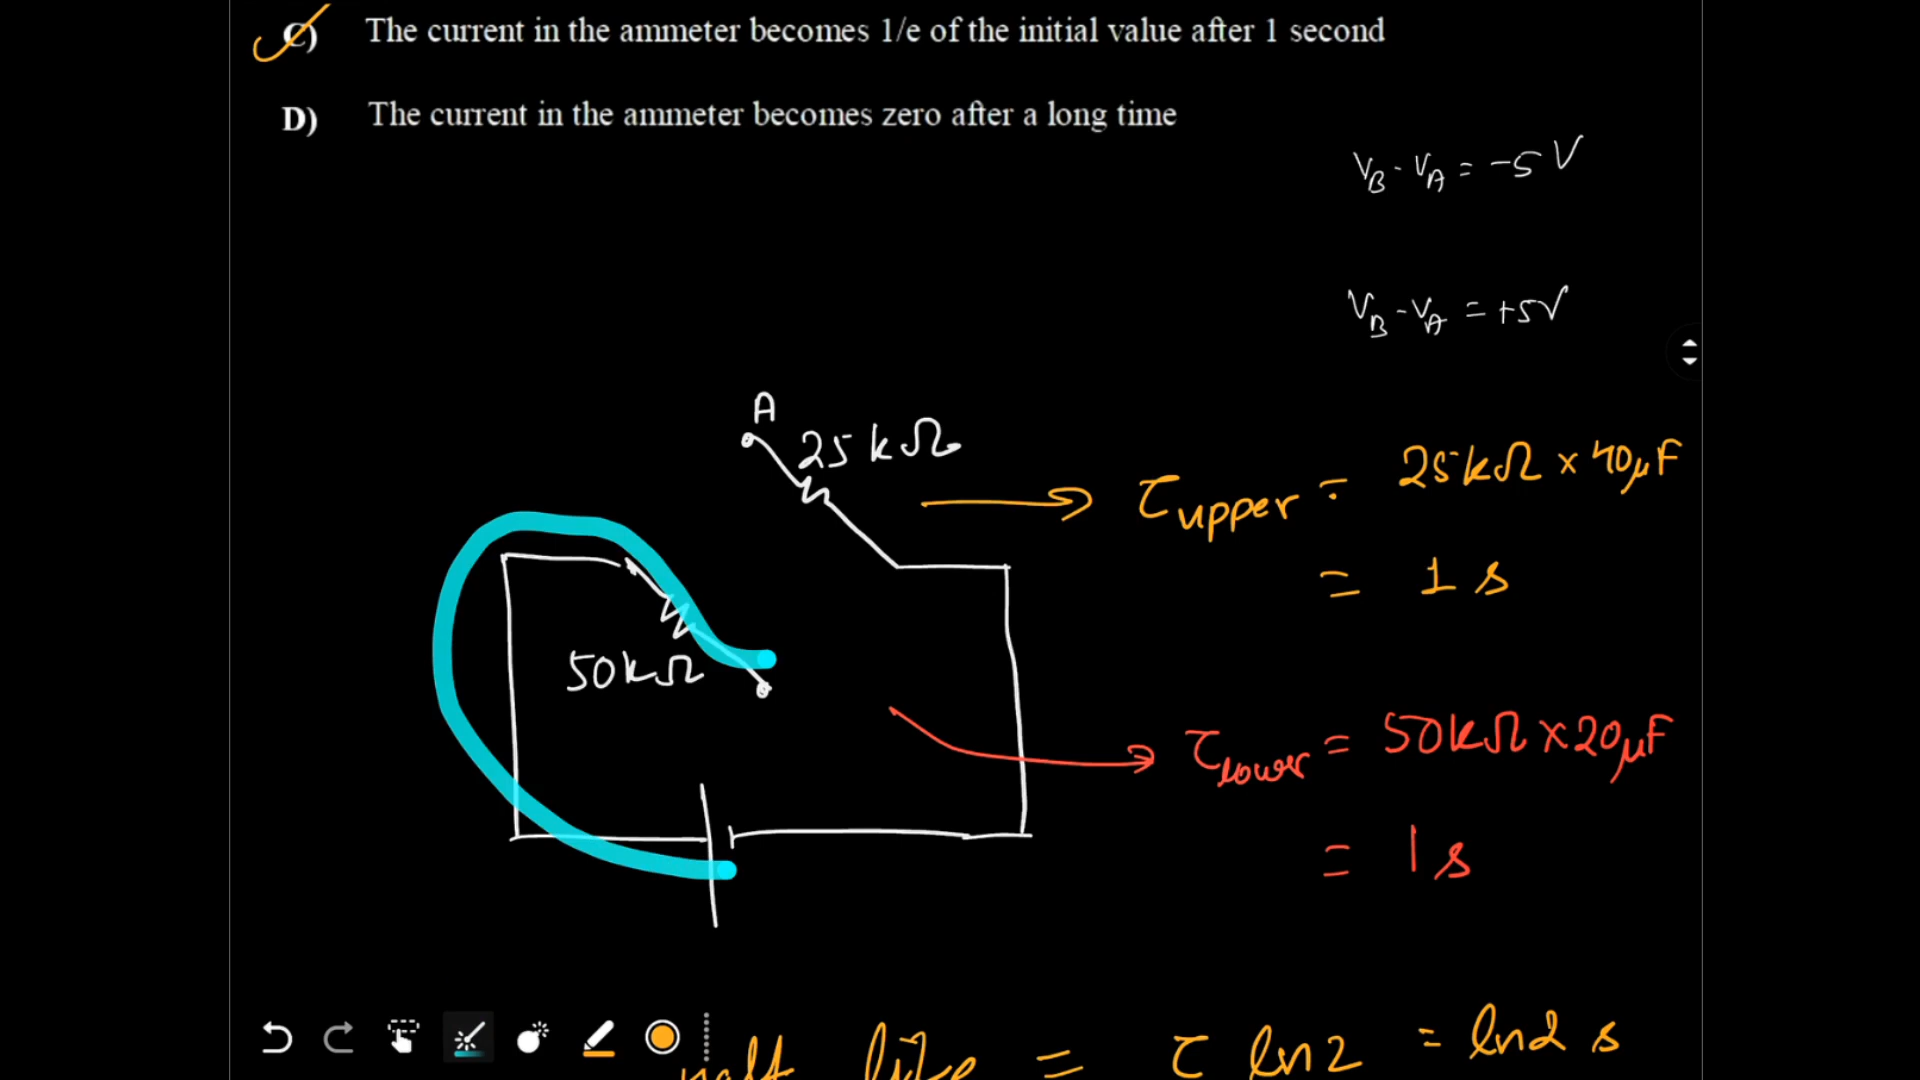 C) The current in the ammeter becomes 1/e of the initial value after 1 second
D) The current in the ammeter becomes zero after a long time
V_B - V_A = -5 V
V_B - V_A = +5V
A
25 kΩ
τ_upper = 25kΩ × 40μF
= 1 s
50kΩ
τ_lower = 50kΩ × 20μF
= 1 s
half life = τ ln2 = ln2 s